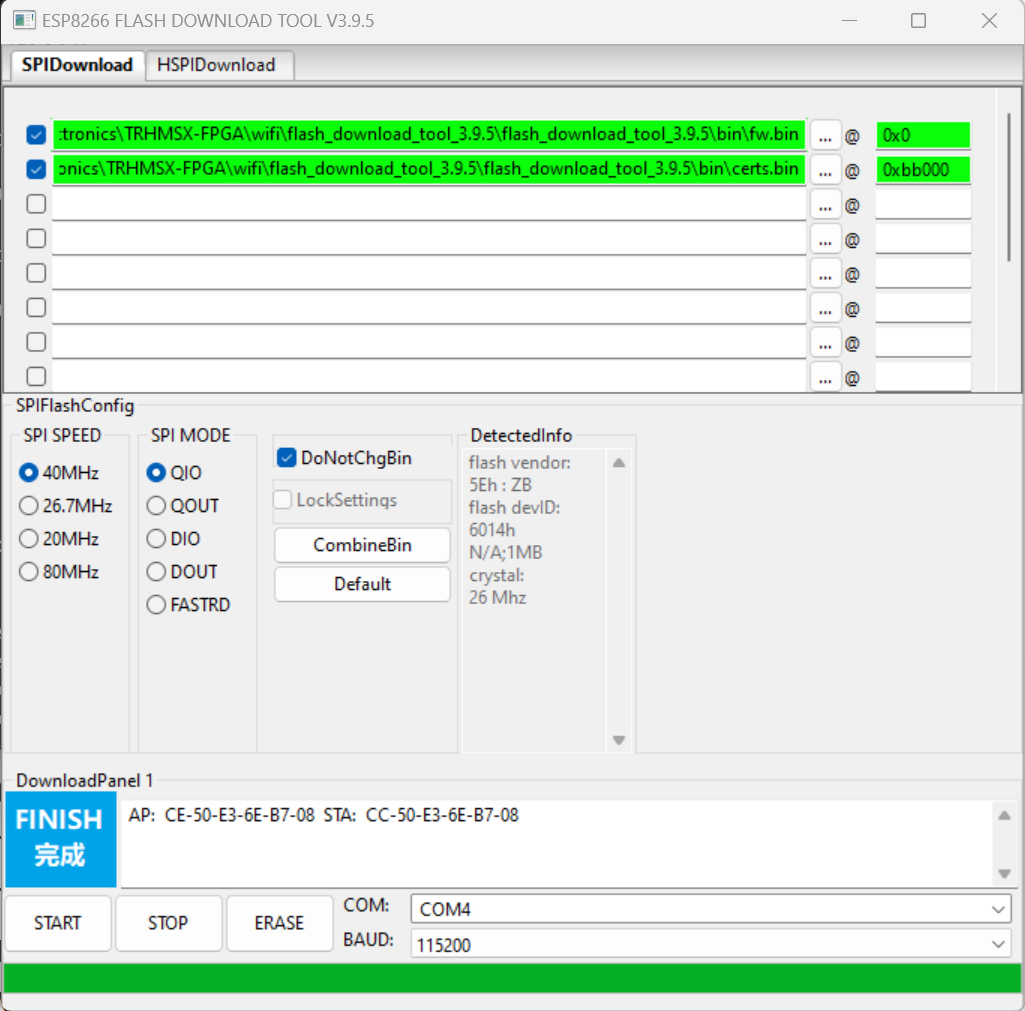 ESP8266 FLASH DOWNLOAD TOOL V3.9.5
SPIDownload HSPIDownload
:tronics\TRHMSX-FPGA\wifi\flash_download_tool_3.9.5\flash_download_tool_3.9.5\bin\fw.bin ... @ 0x0
onics\TRHMSX-FPGA\wifi\flash_download_tool_3.9.5\flash_download_tool_3.9.5\bin\certs.bin ... @ 0xbb000
... @
... @
... @
... @
... @
... @
SPIFlashConfig
SPI SPEED
40MHz
26.7MHz
20MHz
80MHz
SPI MODE
QIO
QOUT
DIO
DOUT
FASTRD
DoNotChgBin
LockSettings
CombineBin
Default
DetectedInfo
flash vendor:
5Eh : ZB
flash devID:
6014h
N/A;1MB
crystal:
26 Mhz
DownloadPanel 1
FINISH
完成
AP: CE-50-E3-6E-B7-08 STA: CC-50-E3-6E-B7-08
START STOP ERASE
COM: COM4
BAUD: 115200